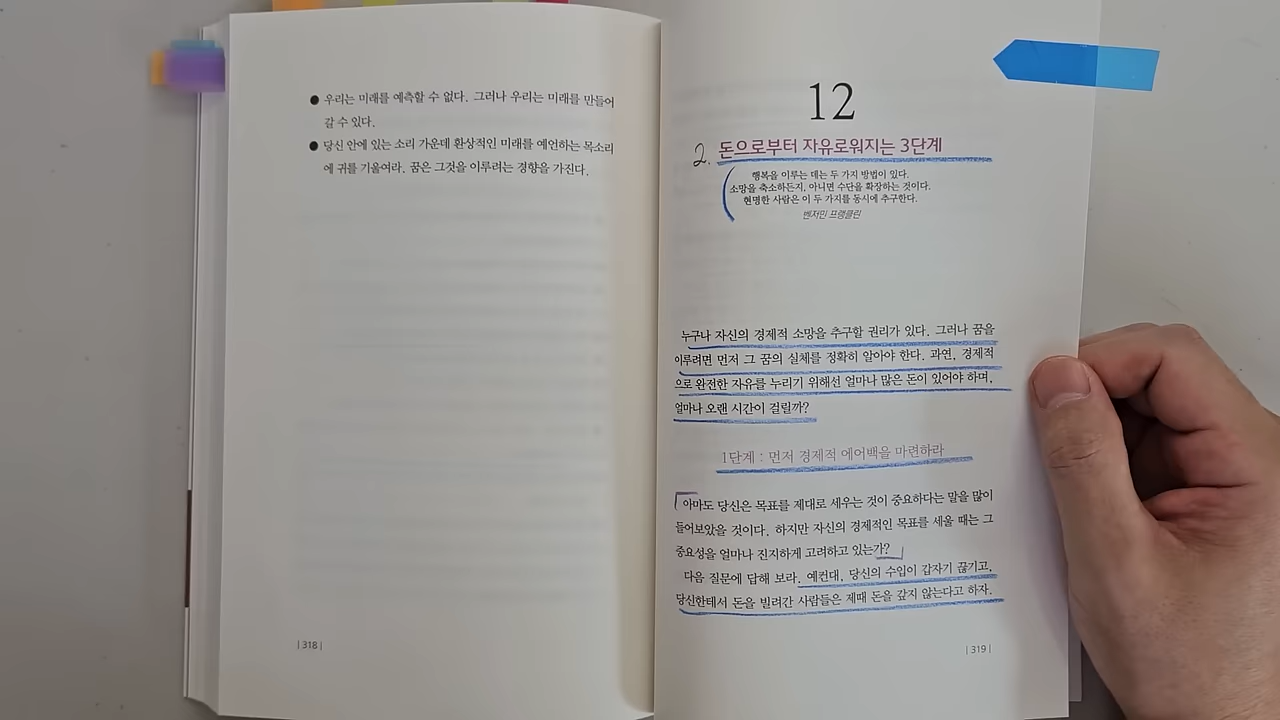 ● 우리는 미래를 예측할 수 없다. 그러나 우리는 미래를 만들어
갈 수 있다.
● 당신 안에 있는 소리 가운데 환상적인 미래를 예언하는 목소리
에 귀를 기울여라. 꿈은 그것을 이루려는 경향을 가진다.
| 318 |
12
2. 돈으로부터 자유로워지는 3단계
행복을 이루는 데는 두 가지 방법이 있다.
소망을 축소하든지, 아니면 수단을 확장하는 것이다.
현명한 사람은 이 두 가지를 동시에 추구한다.
벤저민 프랭클린
누구나 자신의 경제적 소망을 추구할 권리가 있다. 그러나 꿈을
이루려면 먼저 그 꿈의 실체를 정확히 알아야 한다. 과연, 경제적
으로 완전한 자유를 누리기 위해선 얼마나 많은 돈이 있어야 하며,
얼마나 오랜 시간이 걸릴까?
1단계 : 먼저 경제적 에어백을 마련하라
아마도 당신은 목표를 제대로 세우는 것이 중요하다는 말을 많이
들어보았을 것이다. 하지만 자신의 경제적인 목표를 세울 때는 그
중요성을 얼마나 진지하게 고려하고 있는가?
다음 질문에 답해 보라. 예컨대, 당신의 수입이 갑자기 끊기고,
당신한테서 돈을 빌려간 사람들은 제때 돈을 갚지 않는다고 하자.
| 319 |